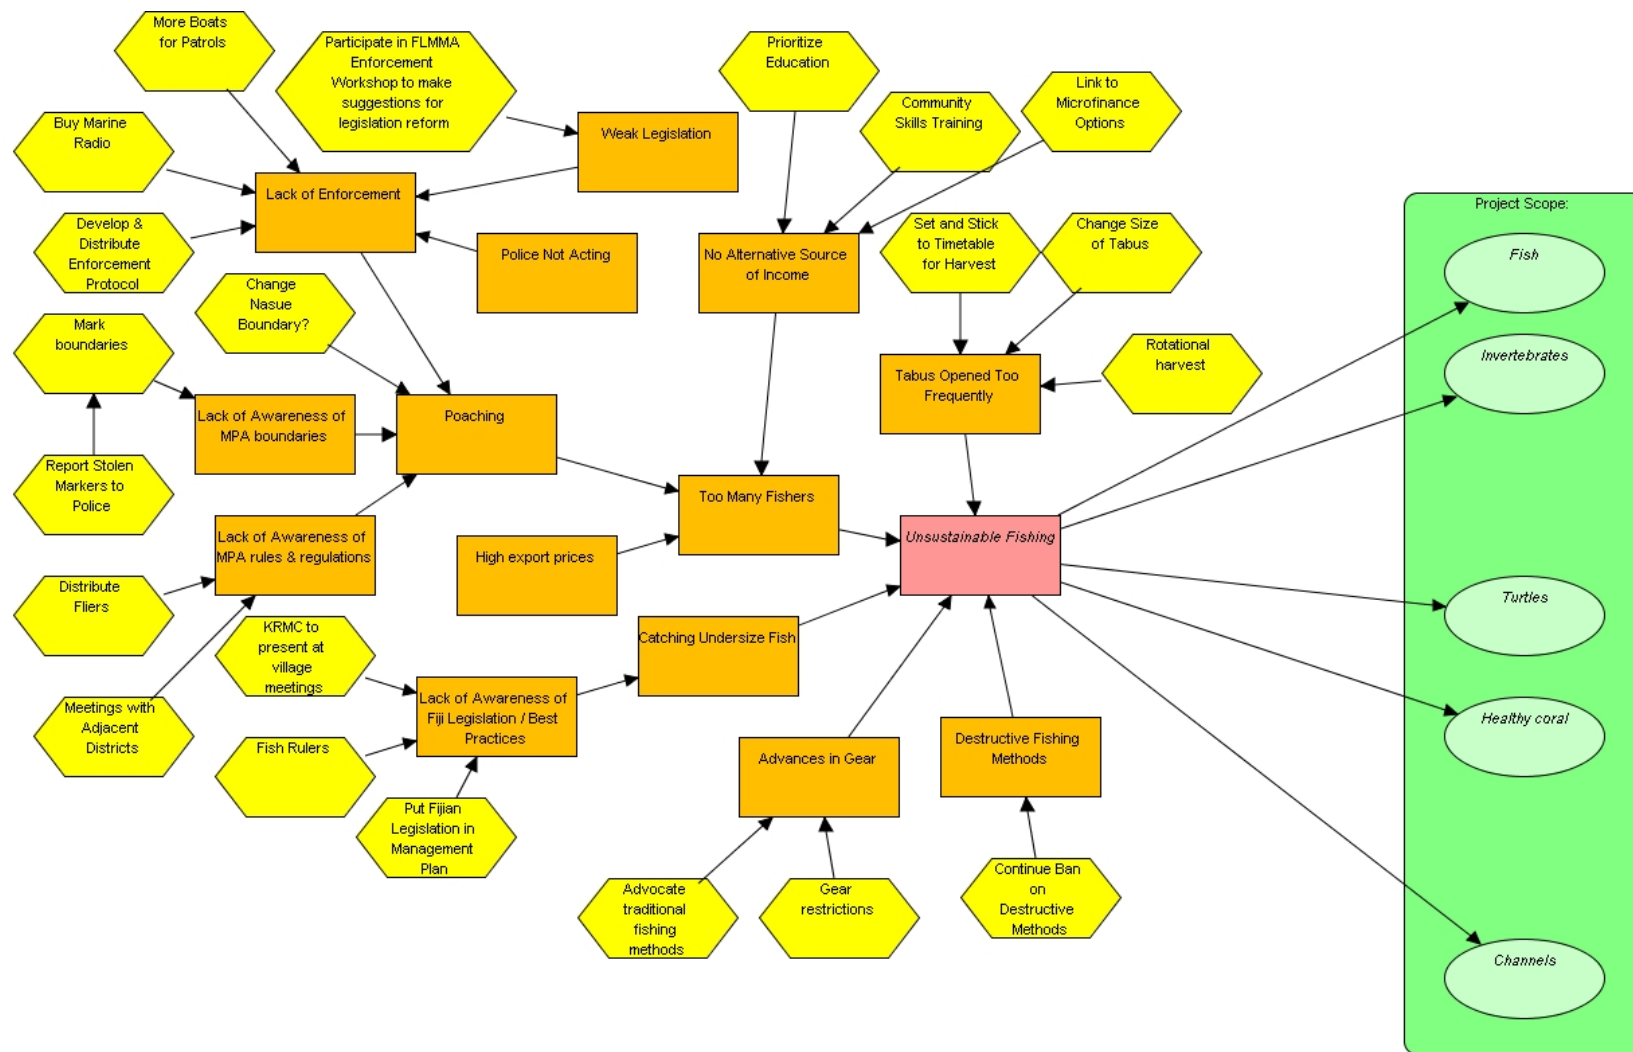 More Boats
for Patrols
Participate in FLMMA
Enforcement
Workshop to make
suggestions for
legislation reform
Prioritize
Education
Link to
Microfinance
Options
Community
Skills Training
Buy Marine
Radio
Weak Legislation
Lack of Enforcement
Project Scope:
Develop &
Distribute
Enforcement
Protocol
Police Not Acting
No Alternative Source
of Income
Set and Stick
to Timetable
for Harvest
Change Size
of Tabus
Fish
Change
Nasue
Boundary?
Mark
boundaries
Rotational
harvest
Invertebrates
Tabus Opened Too
Frequently
Lack of Awareness of
MPA boundaries
Poaching
Report Stolen
Markers to
Police
Too Many Fishers
Lack of Awareness of
MPA rules & regulations
High export prices
Unsustainable Fishing
Distribute
Fliers
Turtles
KRMC to
present at
village
meetings
Catching Undersize Fish
Meetings with
Adjacent
Districts
Lack of Awareness of
Fiji Legislation / Best
Practices
Healthy coral
Fish Rulers
Advances in Gear
Destructive Fishing
Methods
Put Fijian
Legislation in
Management
Plan
Advocate
traditional
fishing
methods
Gear
restrictions
Continue Ban
on
Destructive
Methods
Channels